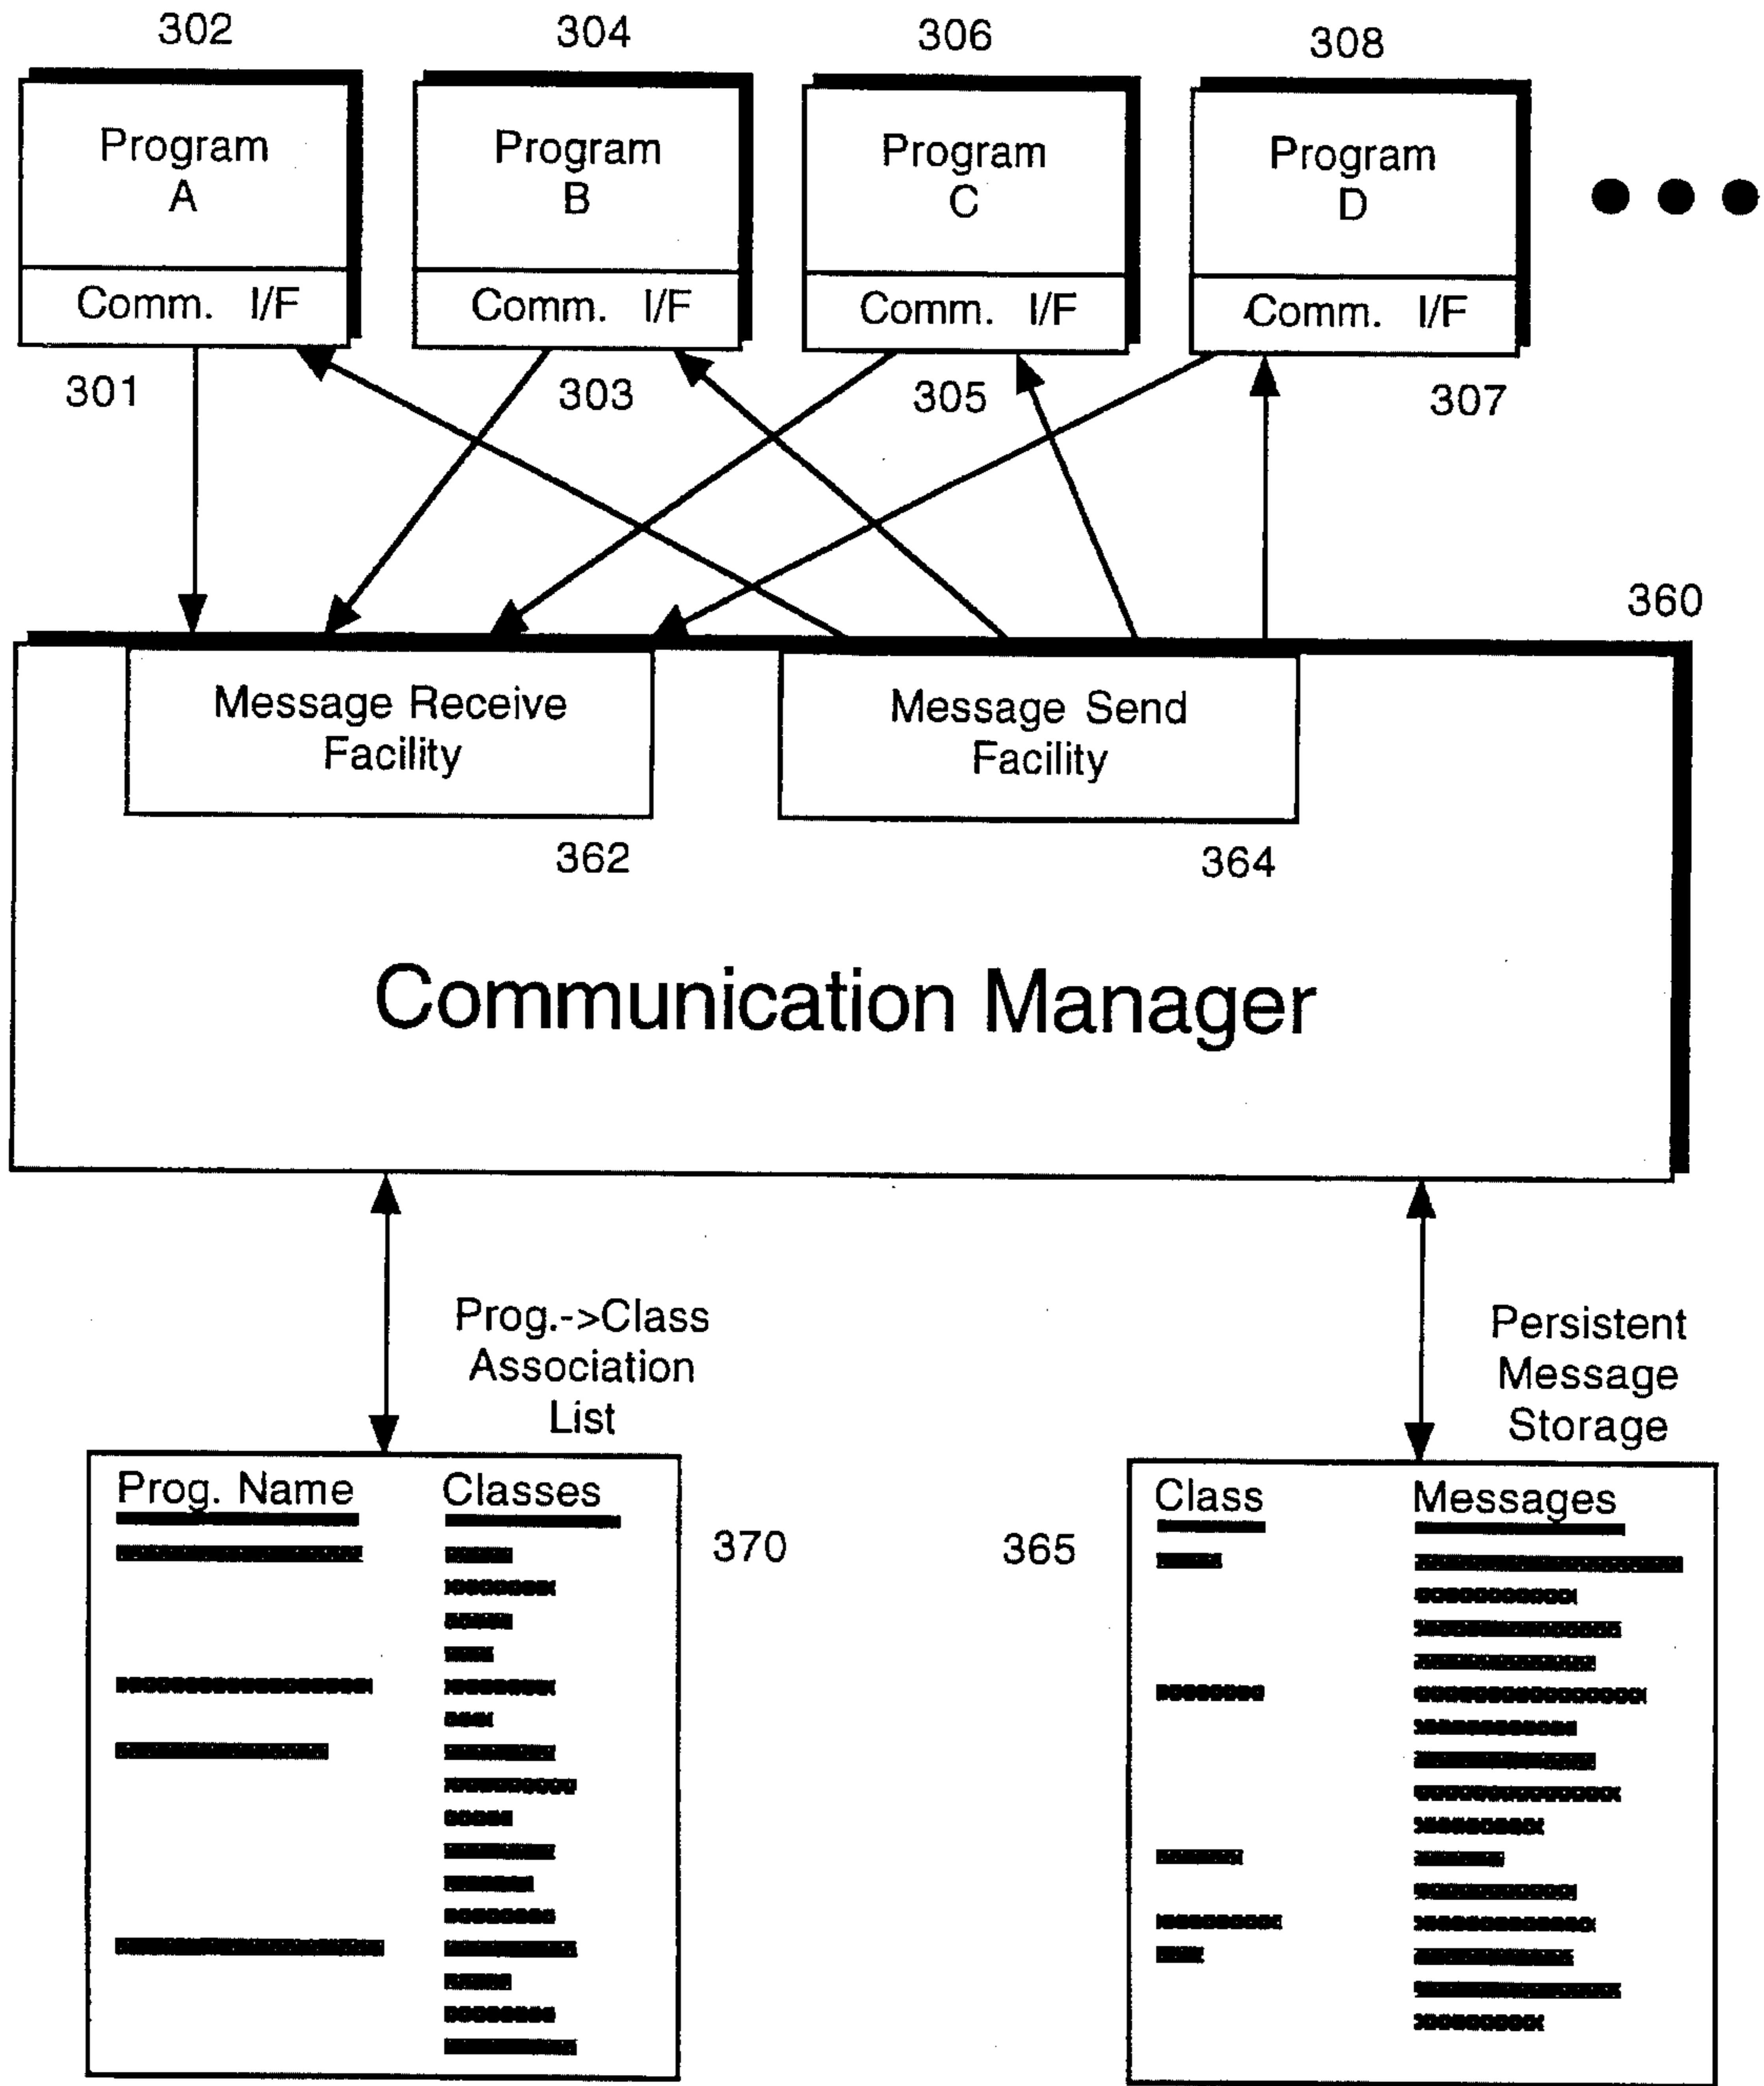 302
304
306
308
Program
A
Program
B
Program
C
Program
D
Comm. I/F
Comm. I/F
Comm. I/F
Comm. I/F
301
303
305
307
360
Message Receive
Facility
Message Send
Facility
362
364
Communication Manager
Prog.->Class
Association
List
Persistent
Message
Storage
Prog. Name
Classes
370
365
Class
Messages